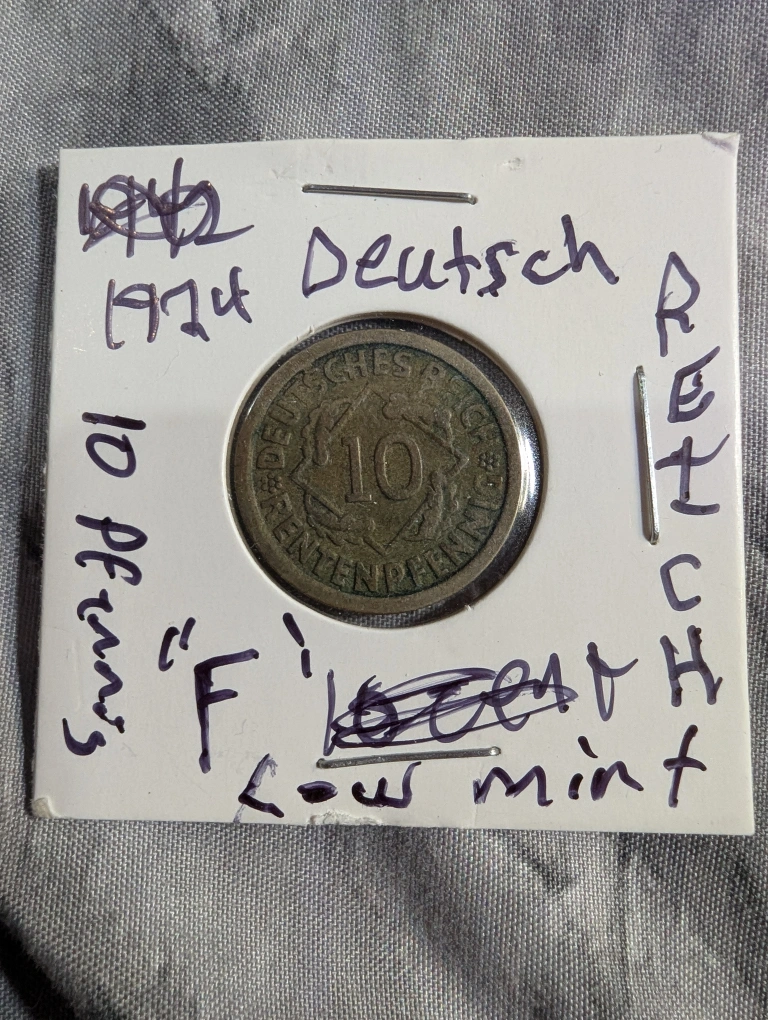 1924
Deutsch
REICH
10 Pfennig
DEUTSCHES REICH
10
RENTENPFENNIG
"F"
Low mint